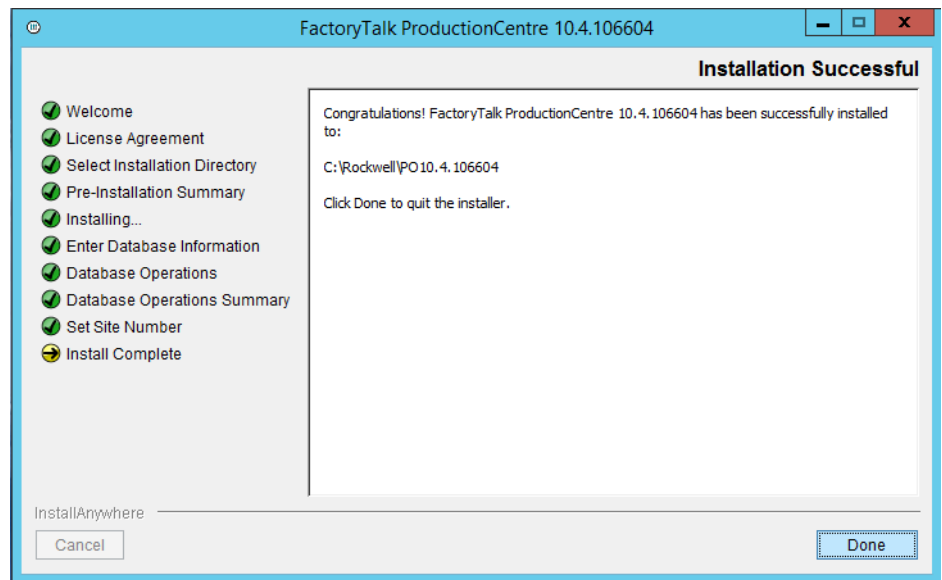 FactoryTalk ProductionCentre 10.4.106604
Installation Successful
Welcome
License Agreement
Select Installation Directory
Pre-Installation Summary
Installing...
Enter Database Information
Database Operations
Database Operations Summary
Set Site Number
Install Complete
Congratulations! FactoryTalk ProductionCentre 10.4.106604 has been successfully installed
to:
C:\Rockwell\PO10.4.106604
Click Done to quit the installer.
InstallAnywhere
Cancel
Done